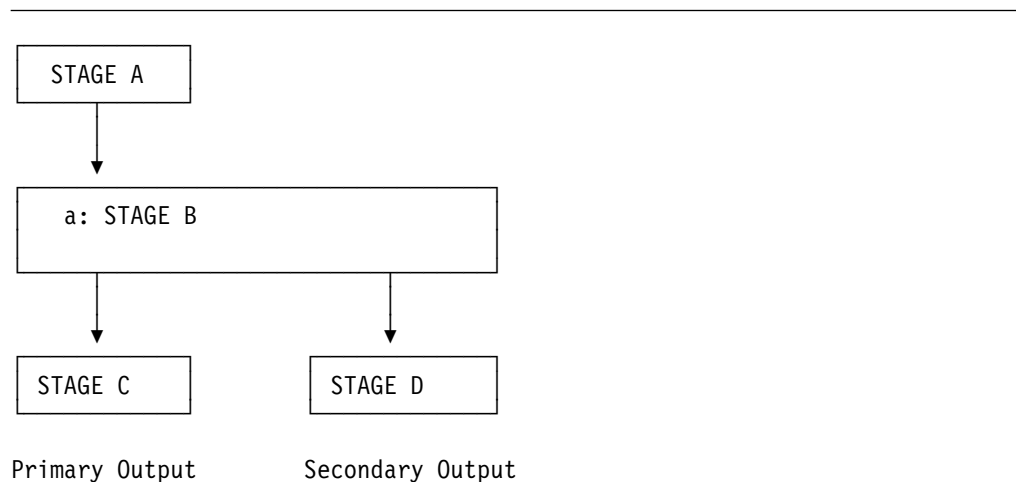 STAGE A
a: STAGE B
STAGE C STAGE D
Primary Output Secondary Output